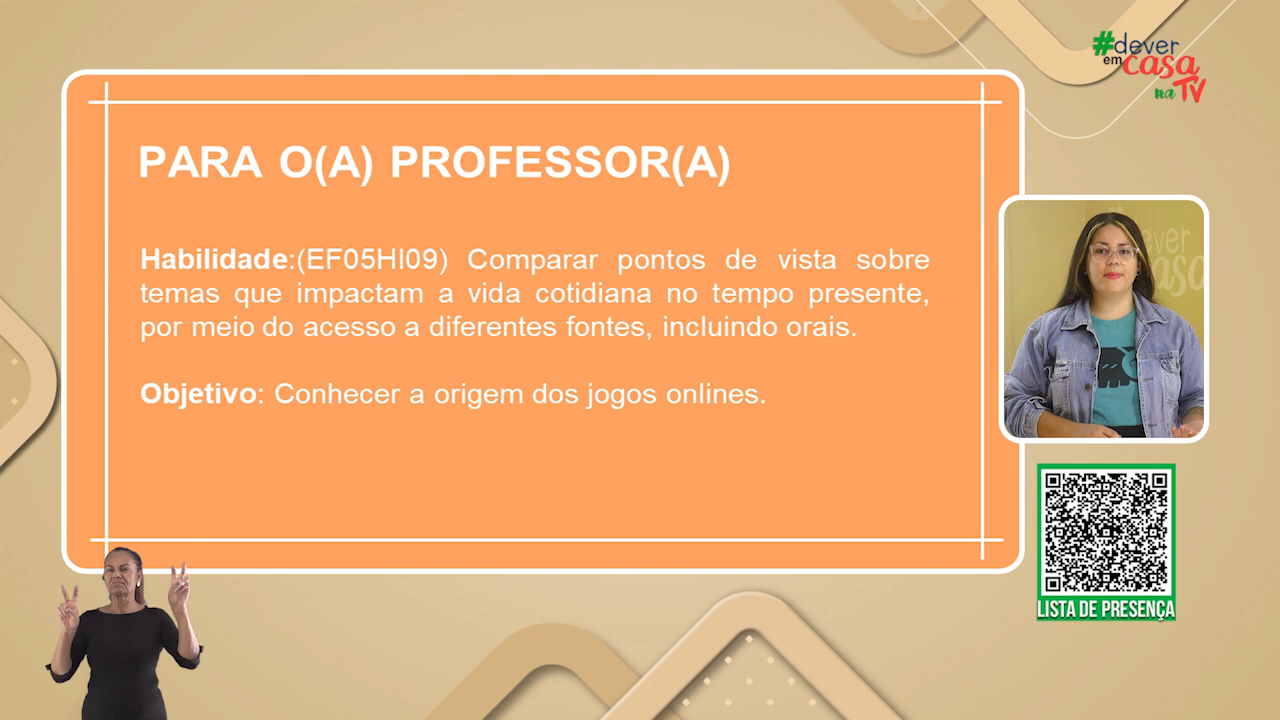 #dever
em casa
na TV
PARA O(A) PROFESSOR(A)
Habilidade:(EF05HI09) Comparar pontos de vista sobre
temas que impactam a vida cotidiana no tempo presente,
por meio do acesso a diferentes fontes, incluindo orais.
Objetivo: Conhecer a origem dos jogos onlines.
LISTA DE PRESENÇA